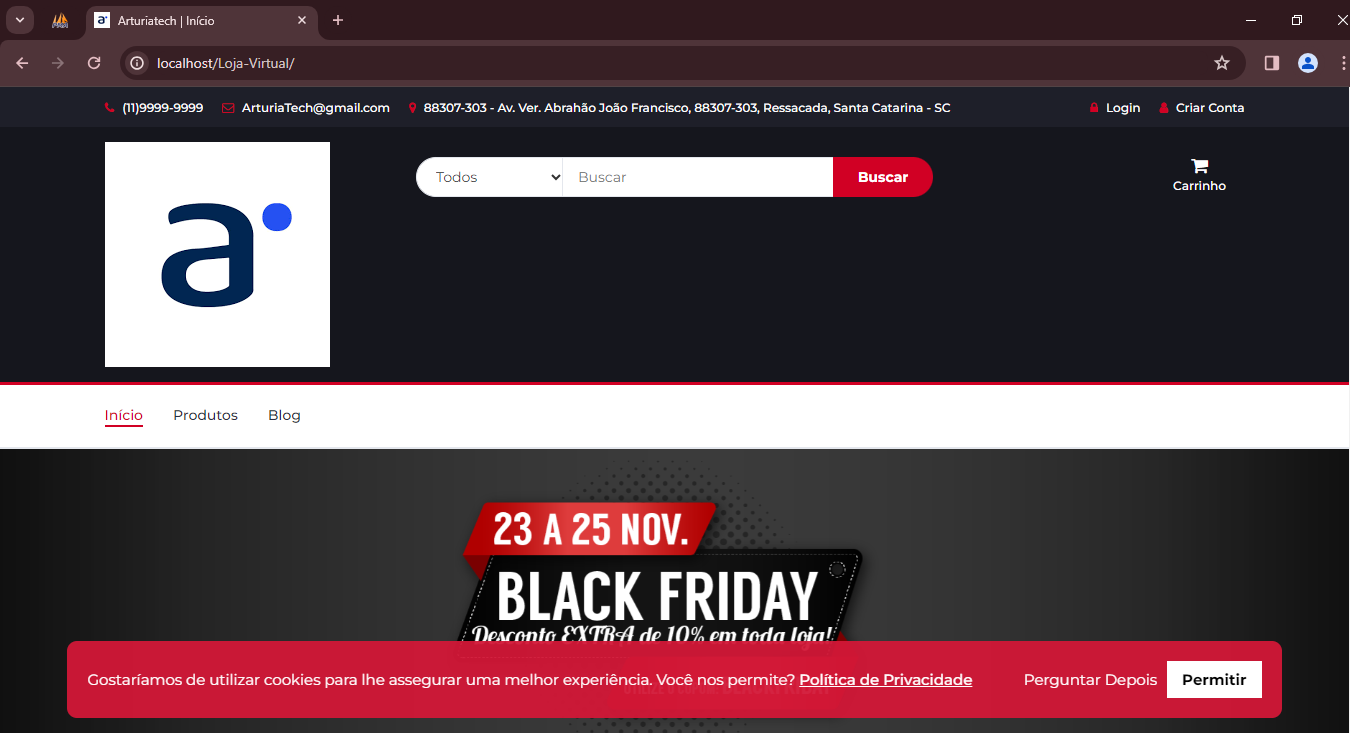 Arturiatech | Início
localhost/Loja-Virtual/
(11)9999-9999 ArturiaTech@gmail.com 88307-303 - Av. Ver. Abrahão João Francisco, 88307-303, Ressacada, Santa Catarina - SC Login Criar Conta
a
Todos Buscar Buscar
Carrinho
Início Produtos Blog
23 A 25 NOV.
BLACK FRIDAY
Desconto EXTRA de 10% em toda loja!
Gostaríamos de utilizar cookies para lhe assegurar uma melhor experiência. Você nos permite? Política de Privacidade Perguntar Depois Permitir